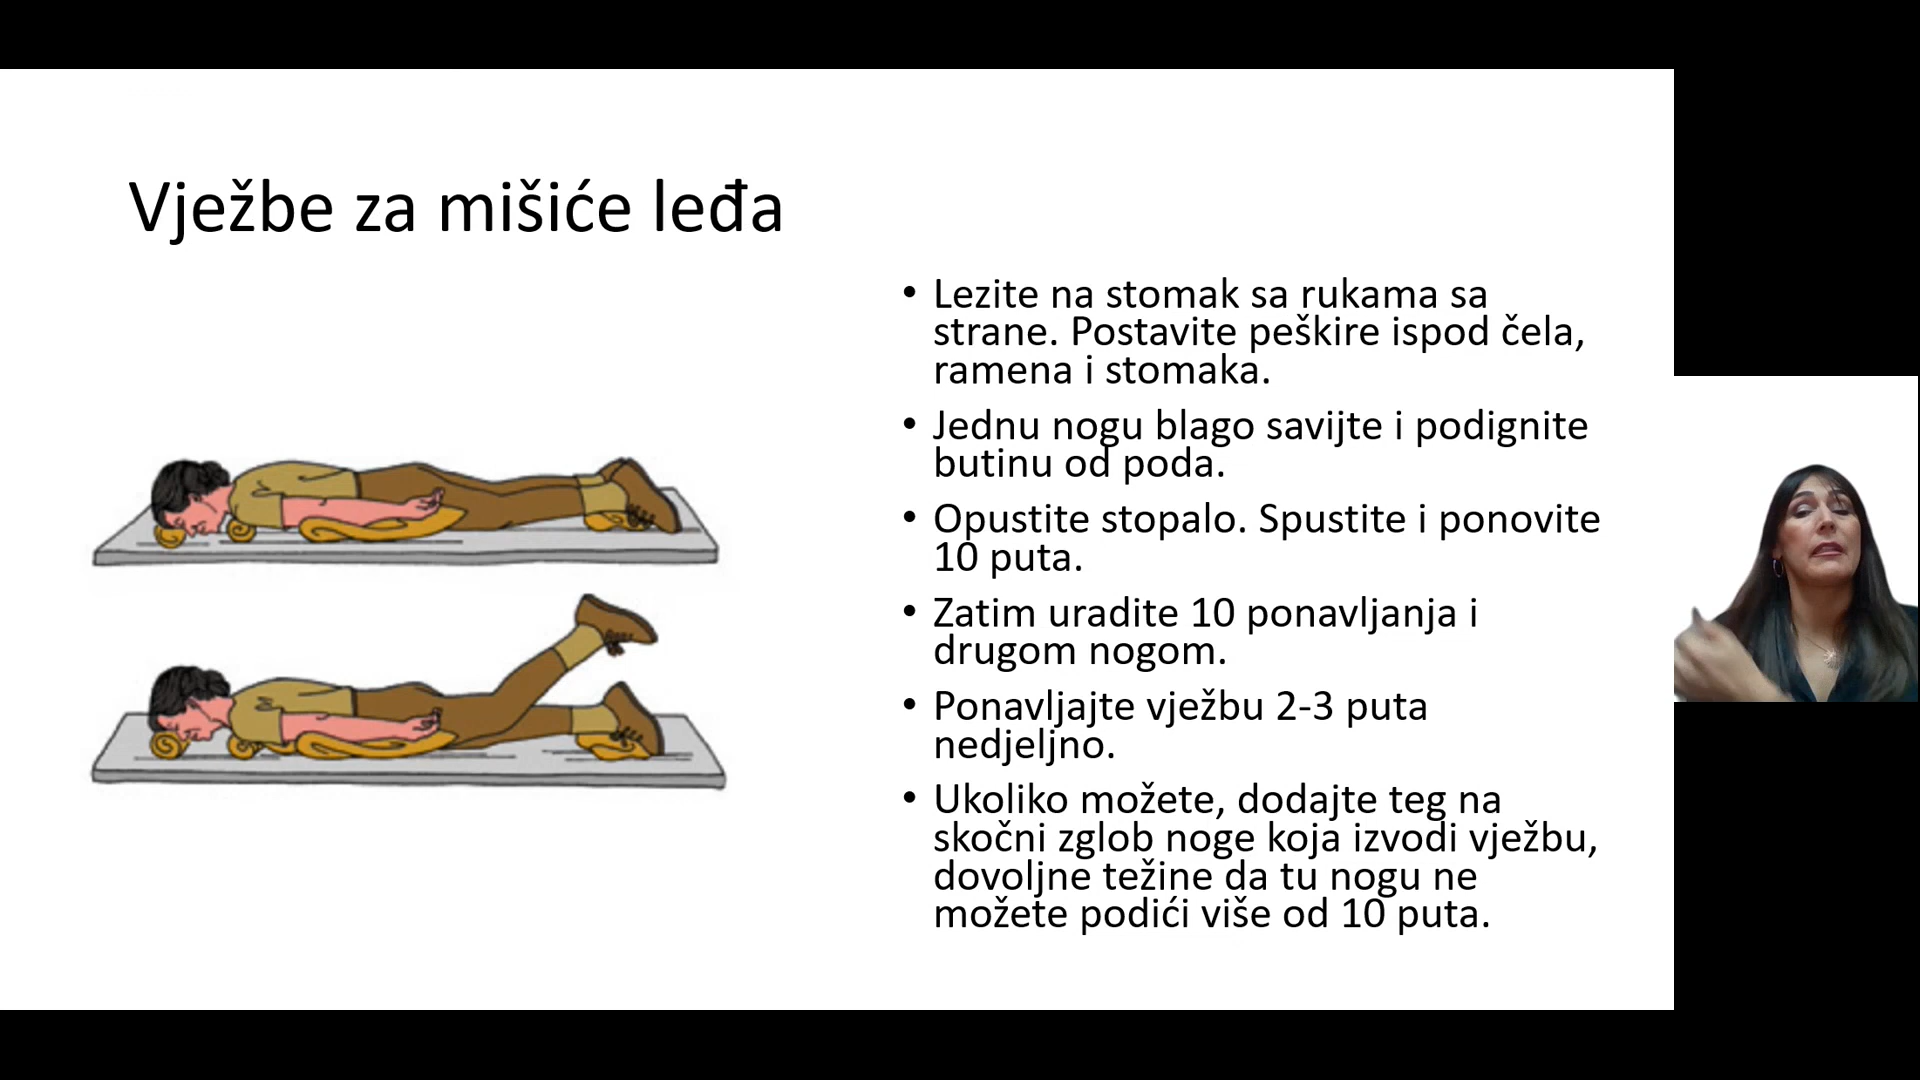 Vježbe za mišiće leđa
• Lezite na stomak sa rukama sa
strane. Postavite peškire ispod čela,
ramena i stomaka.
• Jednu nogu blago savijte i podignite
butinu od poda.
• Opustite stopalo. Spustite i ponovite
10 puta.
• Zatim uradite 10 ponavljanja i
drugom nogom.
• Ponavljajte vježbu 2-3 puta
nedjeljno.
• Ukoliko možete, dodajte teg na
skočni zglob noge koja izvodi vježbu,
dovoljne težine da tu nogu ne
možete podići više od 10 puta.